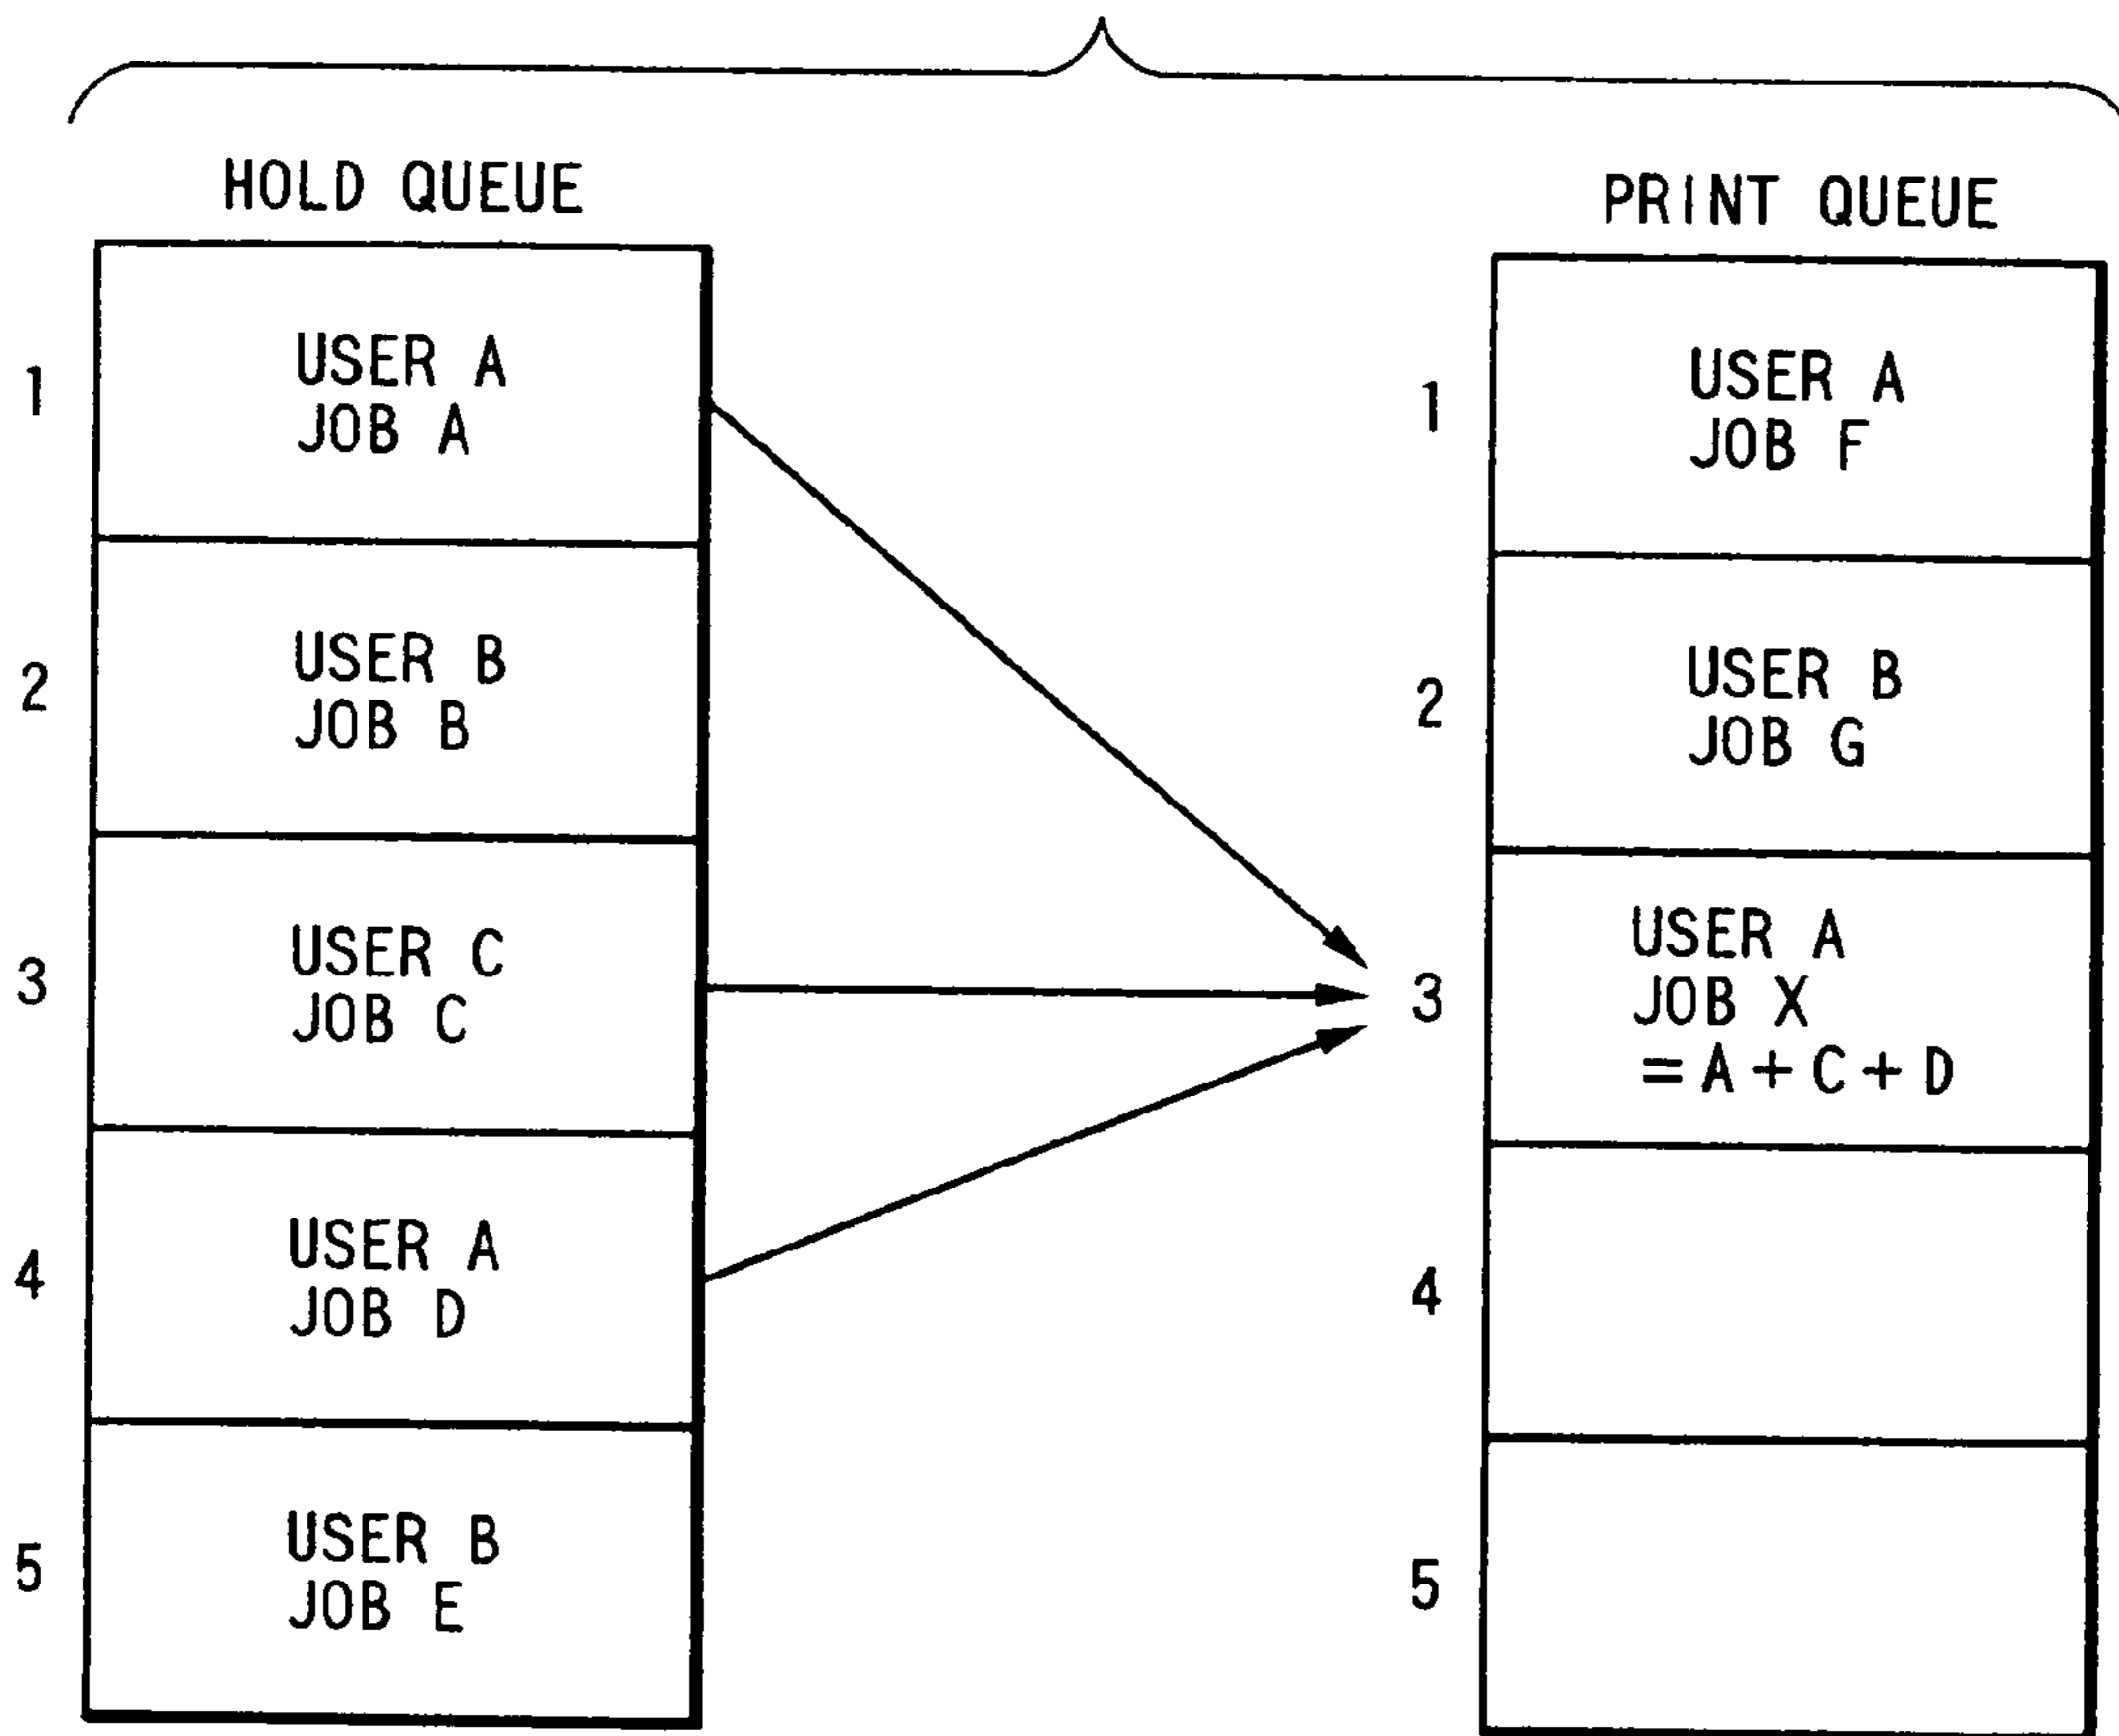 HOLD QUEUE
1
USER A
JOB A
2
USER B
JOB B
3
USER C
JOB C
4
USER A
JOB D
5
USER B
JOB E
PRINT QUEUE
1
USER A
JOB F
2
USER B
JOB G
3
USER A
JOB X
=A+C+D
4
5